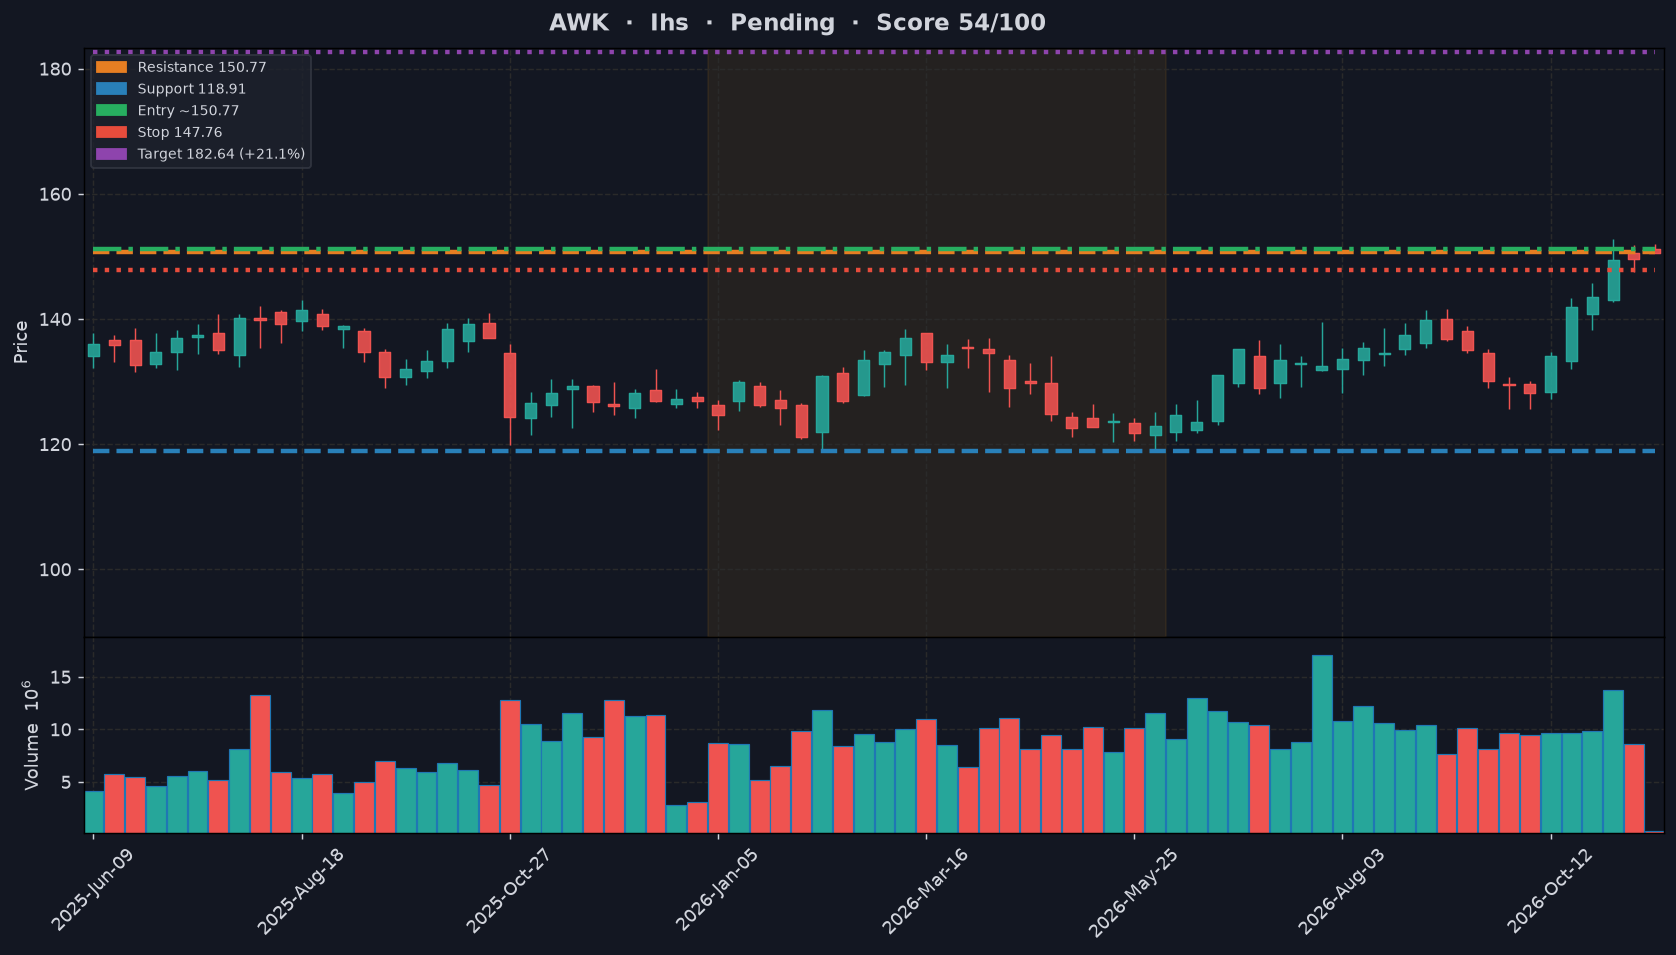 AWK · Ihs · Pending · Score 54/100
Resistance 150.77
Support 118.91
Entry ~150.77
Stop 147.76
Target 182.64 (+21.1%)
Price
180
160
140
120
100
Volume 10⁶
15
10
5
2025-Jun-09
2025-Aug-18
2025-Oct-27
2026-Jan-05
2026-Mar-16
2026-May-25
2026-Aug-03
2026-Oct-12